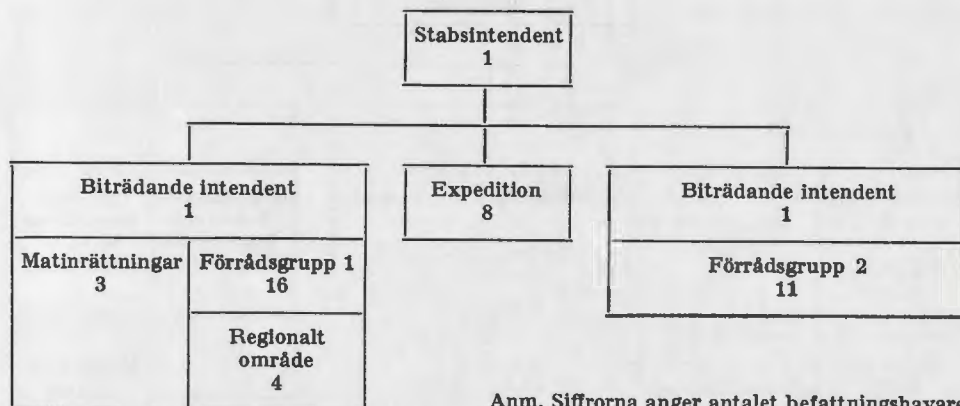 Stabsintendent
1
Biträdande intendent
1
Matinrättningar
3
Förrådsgrupp 1
16
Regionalt
område
4
Expedition
8
Biträdande intendent
1
Förrådsgrupp 2
11
Anm. Siffrorna anger antalet befattningshavare